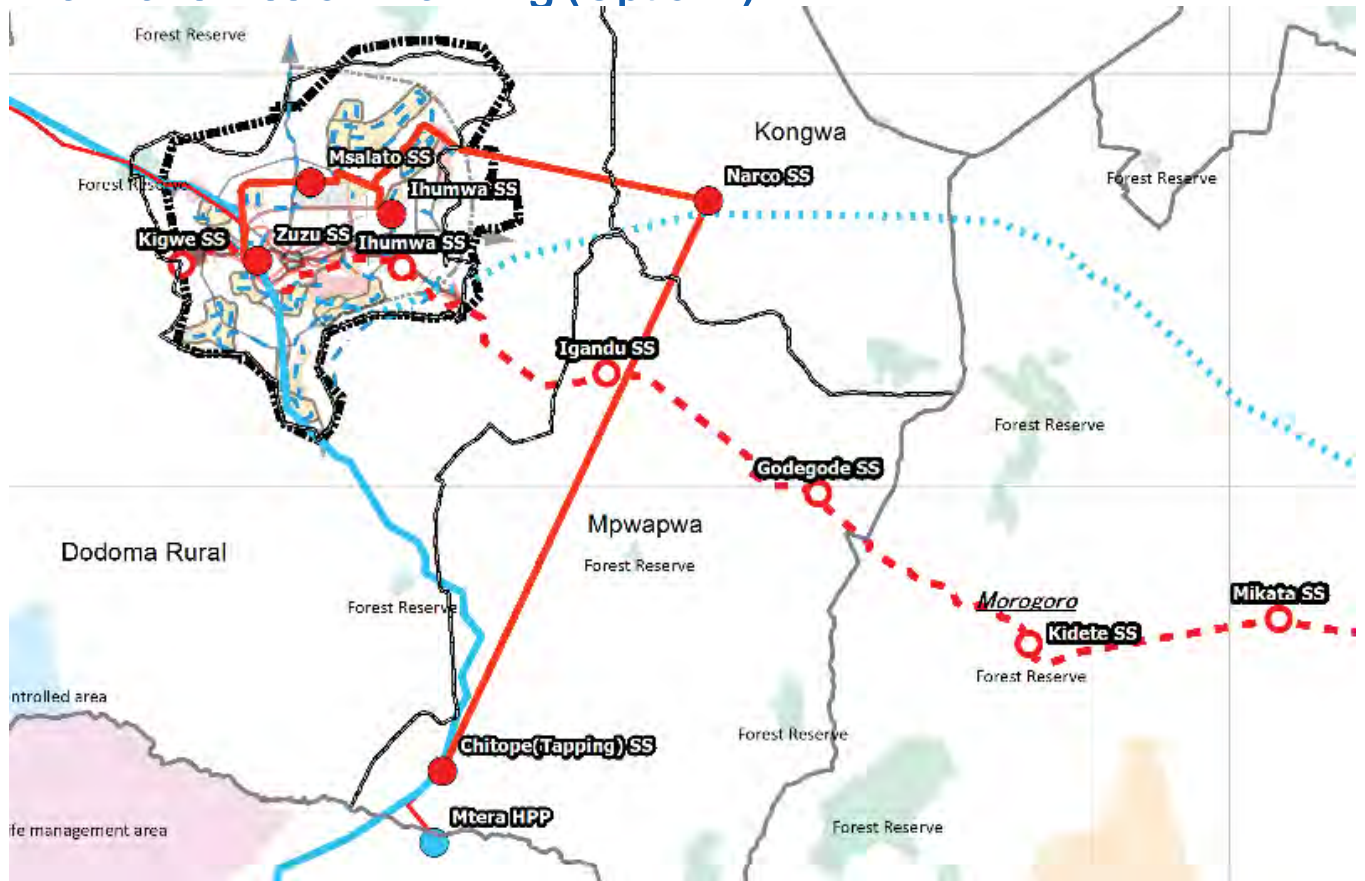 Forest Reserve
Kongwa
Msalato SS
Narco SS
Forest Reserve
Forest Reserve
Ihumwa SS
Kigwe SS
Zuzu SS
Ihumwa SS
Igandu SS
Forest Reserve
Godegode SS
Mpwapwa
Dodoma Rural
Forest Reserve
Forest Reserve
Morogoro
Mikata SS
Kidete SS
Forest Reserve
ntrolled area
Forest Reserve
Chitope(Tapping) SS
Mtera HPP
fe management area
Forest Reserve